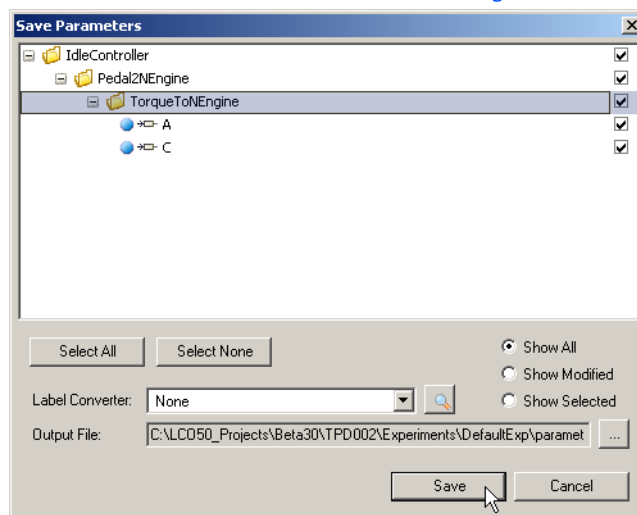 Save Parameters
IdleController
Pedal2NEngine
TorqueToNEngine
A
C
Select All Select None
Show All
Show Modified
Label Converter: None Show Selected
Output File: C:\LCO50_Projects\Beta30\TPD002\Experiments\DefaultExp\paramet ...
Save Cancel